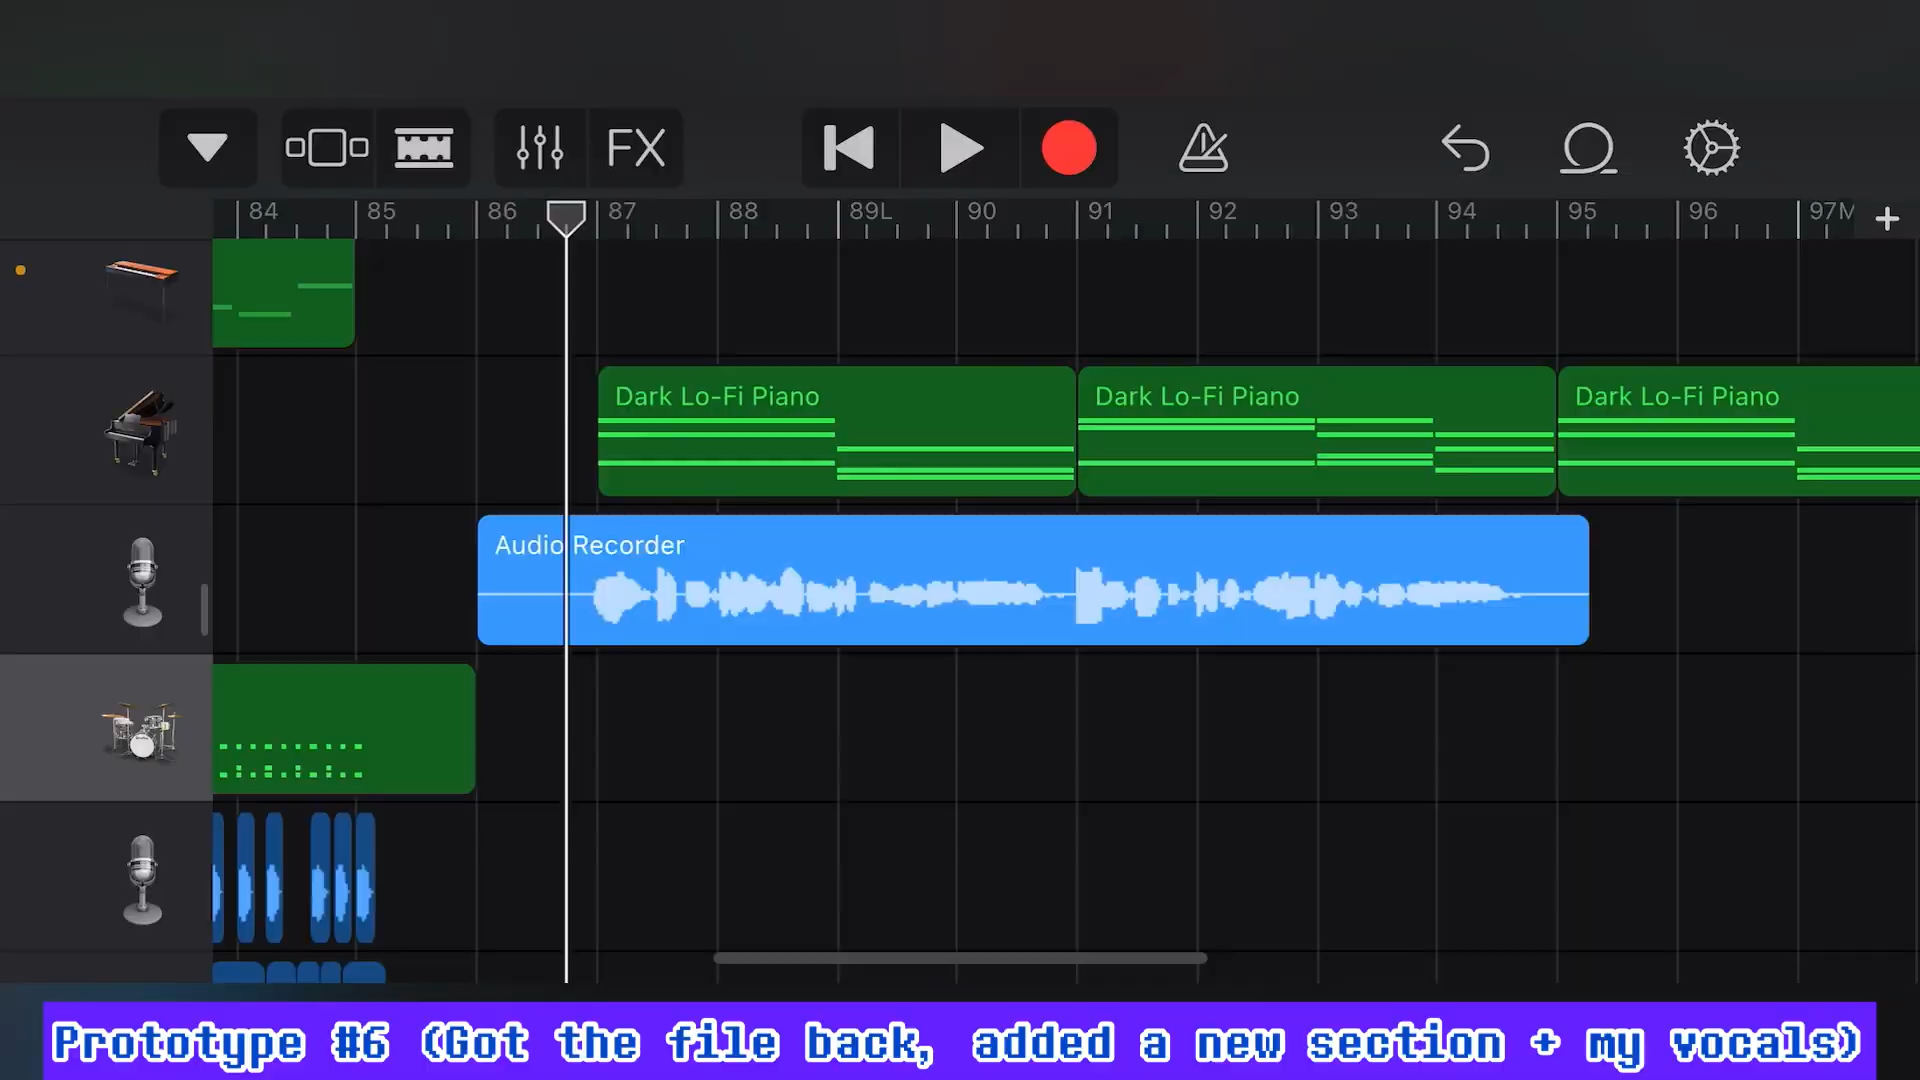 FX
84 85 86 87 88 89L 90 91 92 93 94 95 96 97M +
Dark Lo-Fi Piano Dark Lo-Fi Piano Dark Lo-Fi Piano
Audio Recorder
Prototype #6 (Got the file back, added a new section + my vocals)